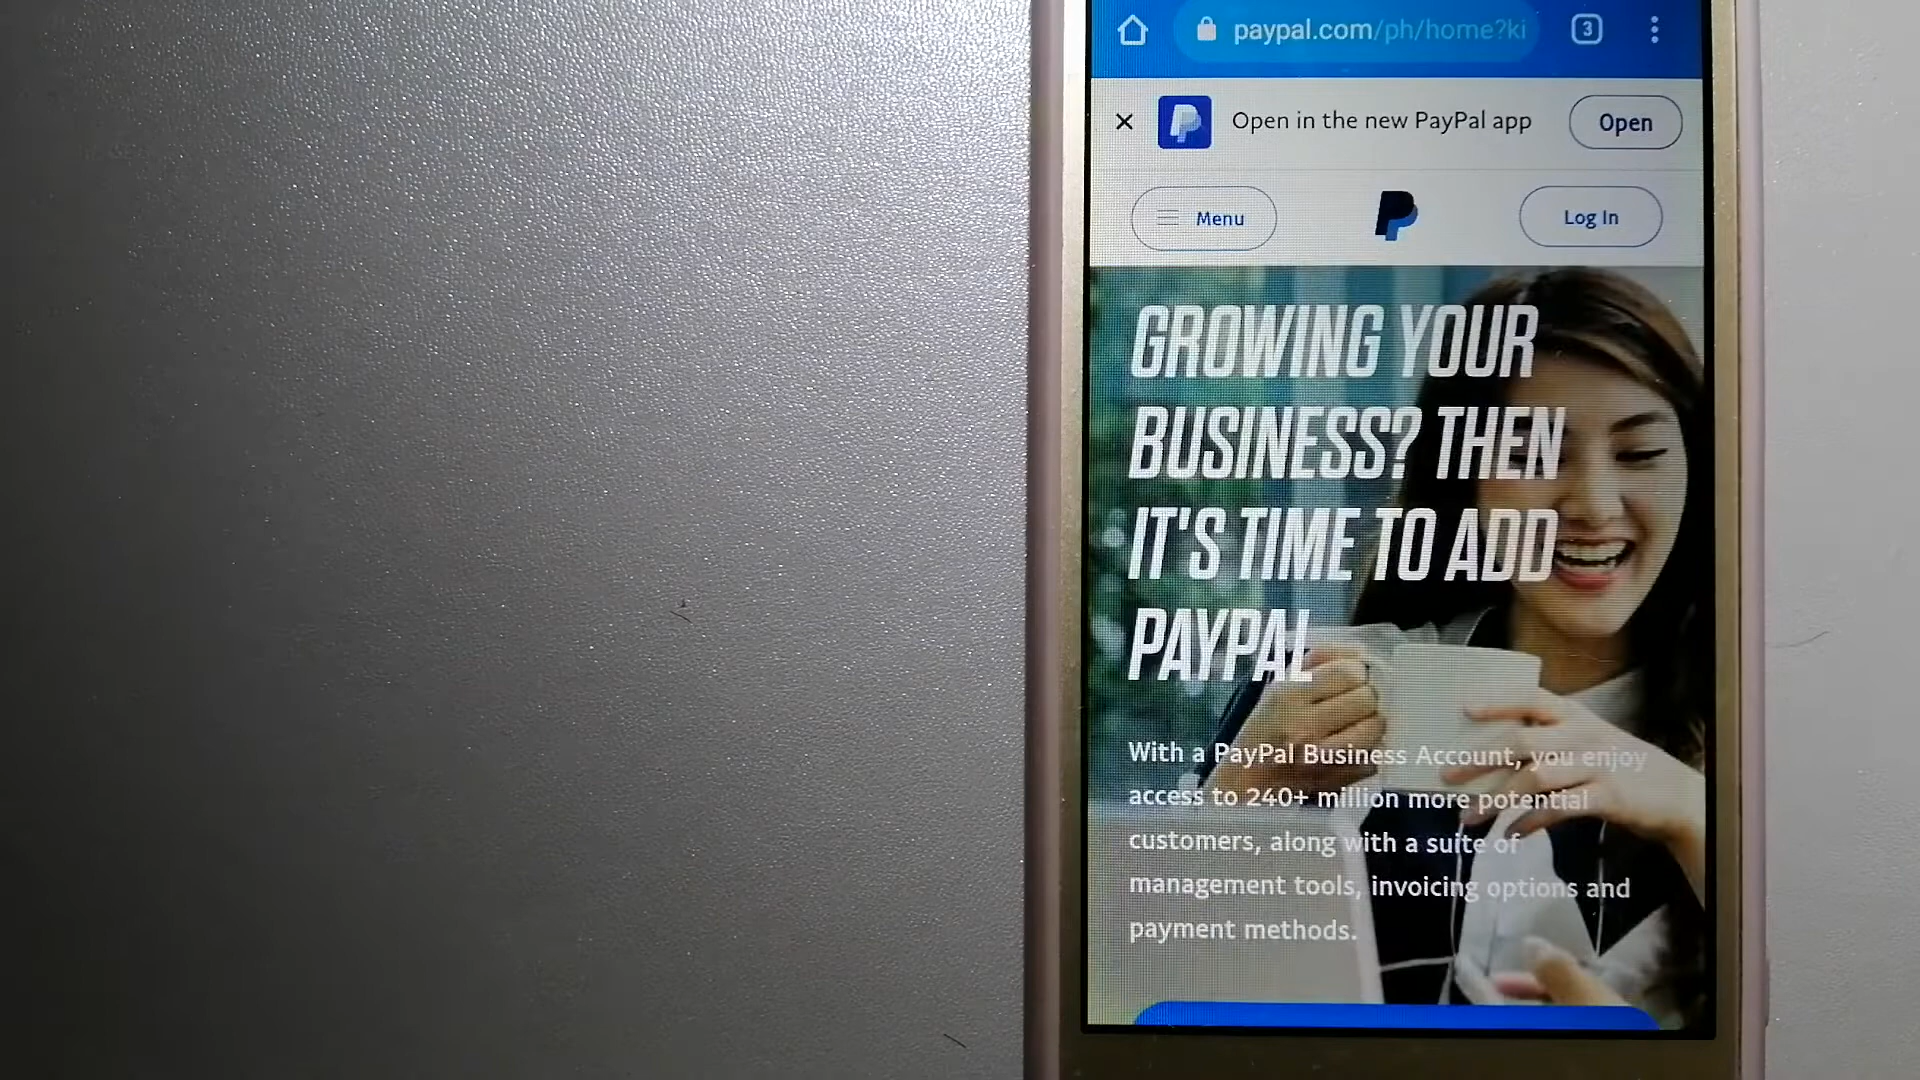 paypal.com/ph/home?ki
3
Open in the new PayPal app
Open
Menu
Log In
GROWING YOUR
BUSINESS? THEN
IT'S TIME TO ADD
PAYPAL
With a PayPal Business Account, you enjoy
access to 240+ million more potential
customers, along with a suite of
management tools, invoicing options and
payment methods.